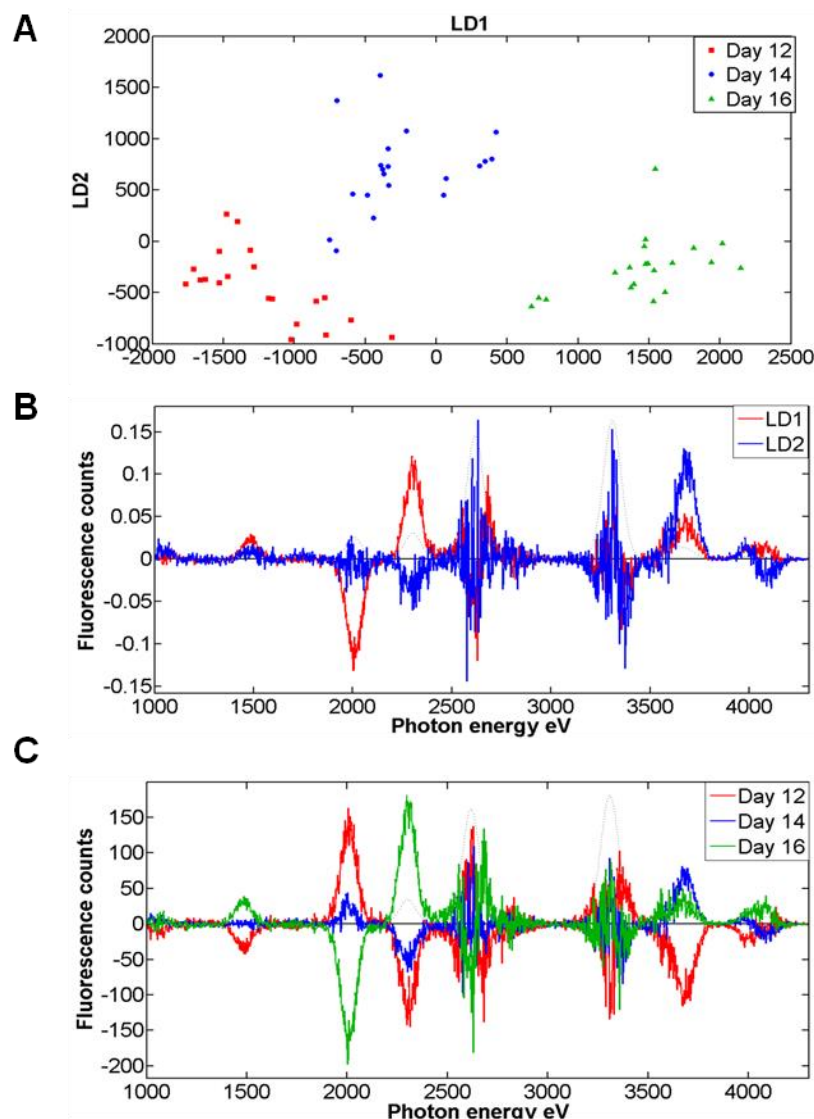 A
LD1
2000
1500
1000
500
0
-500
-1000
LD2
-2000 -1500 -1000 -500 0 500 1000 1500 2000 2500
Day 12
Day 14
Day 16
B
0.15
0.1
0.05
0
-0.05
-0.1
-0.15
Fluorescence counts
1000 1500 2000 2500 3000 3500 4000
Photon energy eV
LD1
LD2
C
150
100
50
0
-50
-100
-150
-200
Fluorescence counts
1000 1500 2000 2500 3000 3500 4000
Photon energy eV
Day 12
Day 14
Day 16